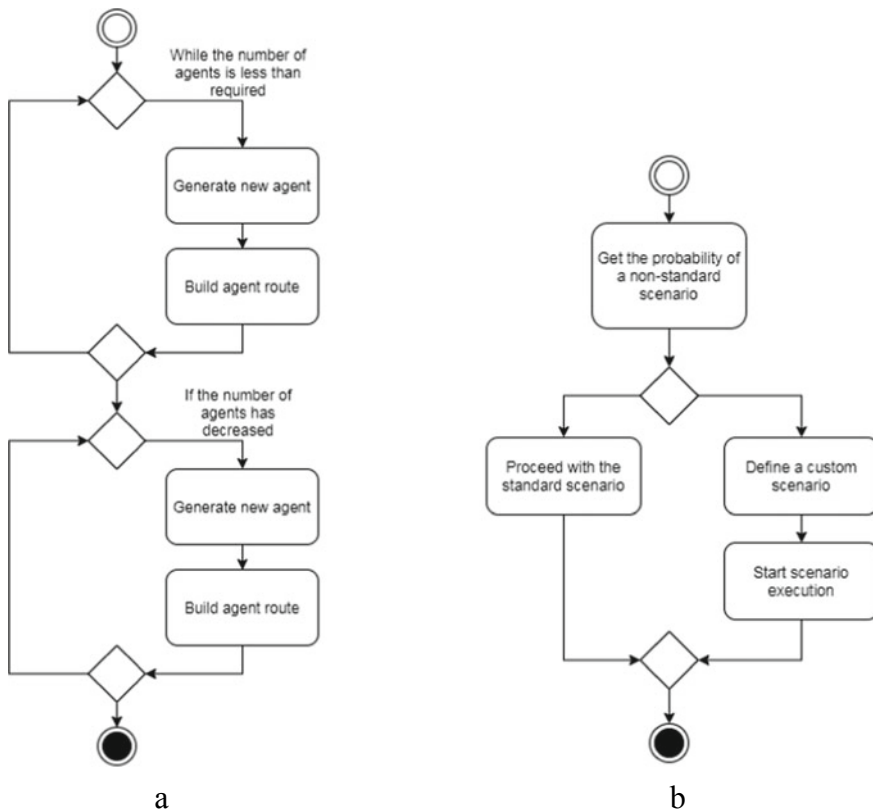 While the number of
agents is less than
required
Generate new agent
Build agent route
If the number of
agents has
decreased
Generate new agent
Build agent route
a
Get the probability of
a non-standard
scenario
Proceed with the
standard scenario
Define a custom
scenario
Start scenario
execution
b